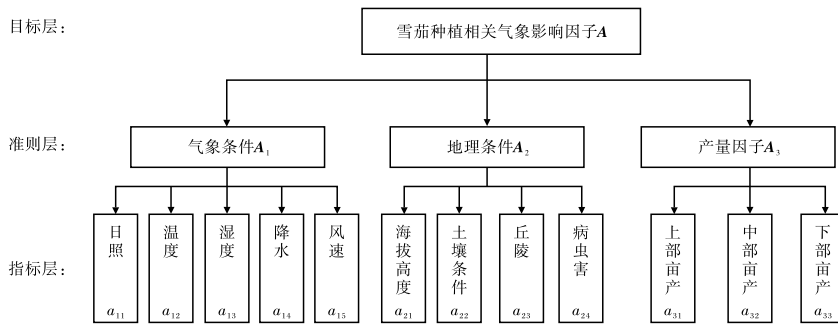 目标层：
雪茄种植相关气象影响因子A
准则层：
气象条件A₁
地理条件A₂
产量因子A₃
指标层：
日照 a₁₁
温度 a₁₂
湿度 a₁₃
降水 a₁₄
风速 a₁₅
海拔高度 a₂₁
土壤条件 a₂₂
丘陵 a₂₃
病虫害 a₂₄
上部亩产 a₃₁
中部亩产 a₃₂
下部亩产 a₃₃